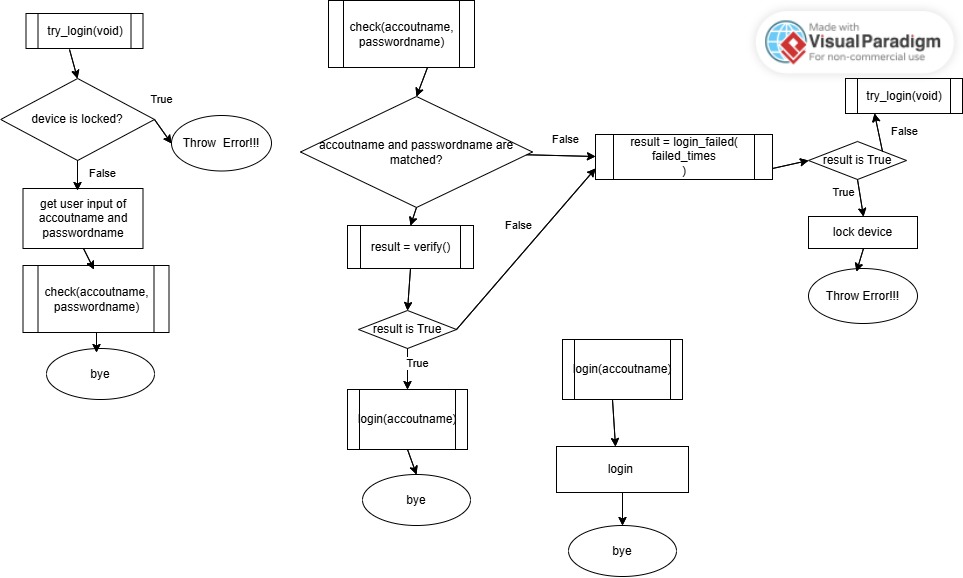 try_login(void)
device is locked?
True
Throw Error!!!
False
get user input of
accoutname and
passwordname
check(accoutname,
passwordname)
bye
check(accoutname,
passwordname)
accoutname and passwordname are
matched?
False
result = verify()
False
result is True
True
login(accoutname)
bye
result = login_failed(
failed_times
)
result is True
False
try_login(void)
True
lock device
Throw Error!!!
login(accoutname)
login
bye
Made with
Visual Paradigm
For non-commercial use